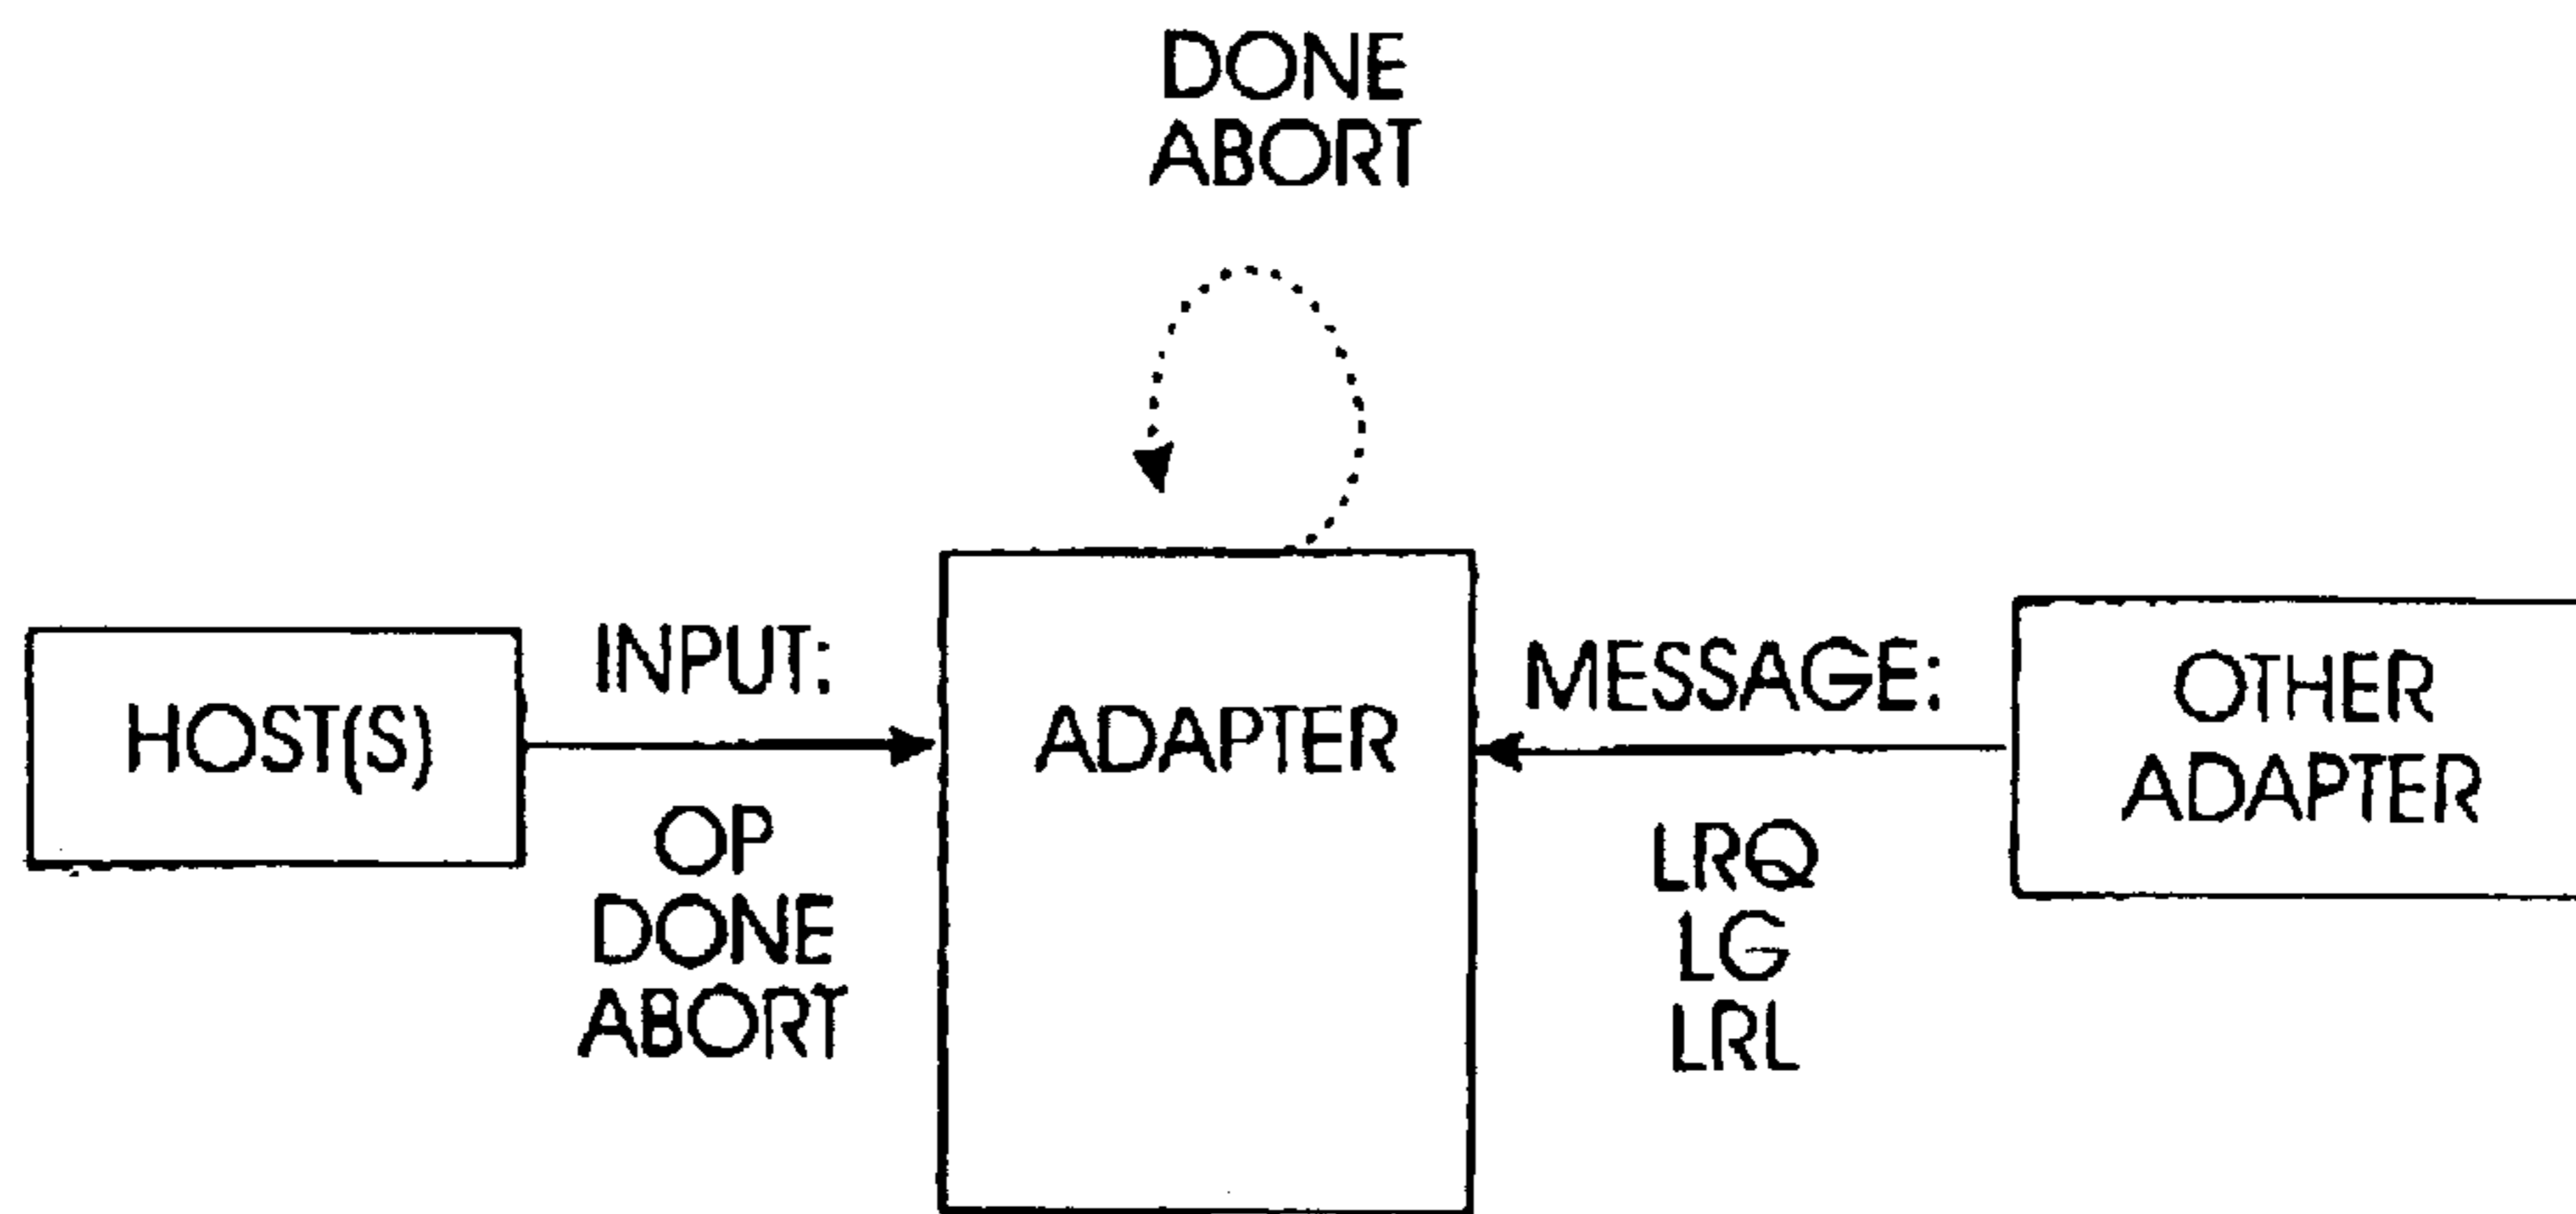 DONE
ABORT
HOST(S)
INPUT:
OP
DONE
ABORT
ADAPTER
MESSAGE:
LRQ
LG
LRL
OTHER
ADAPTER